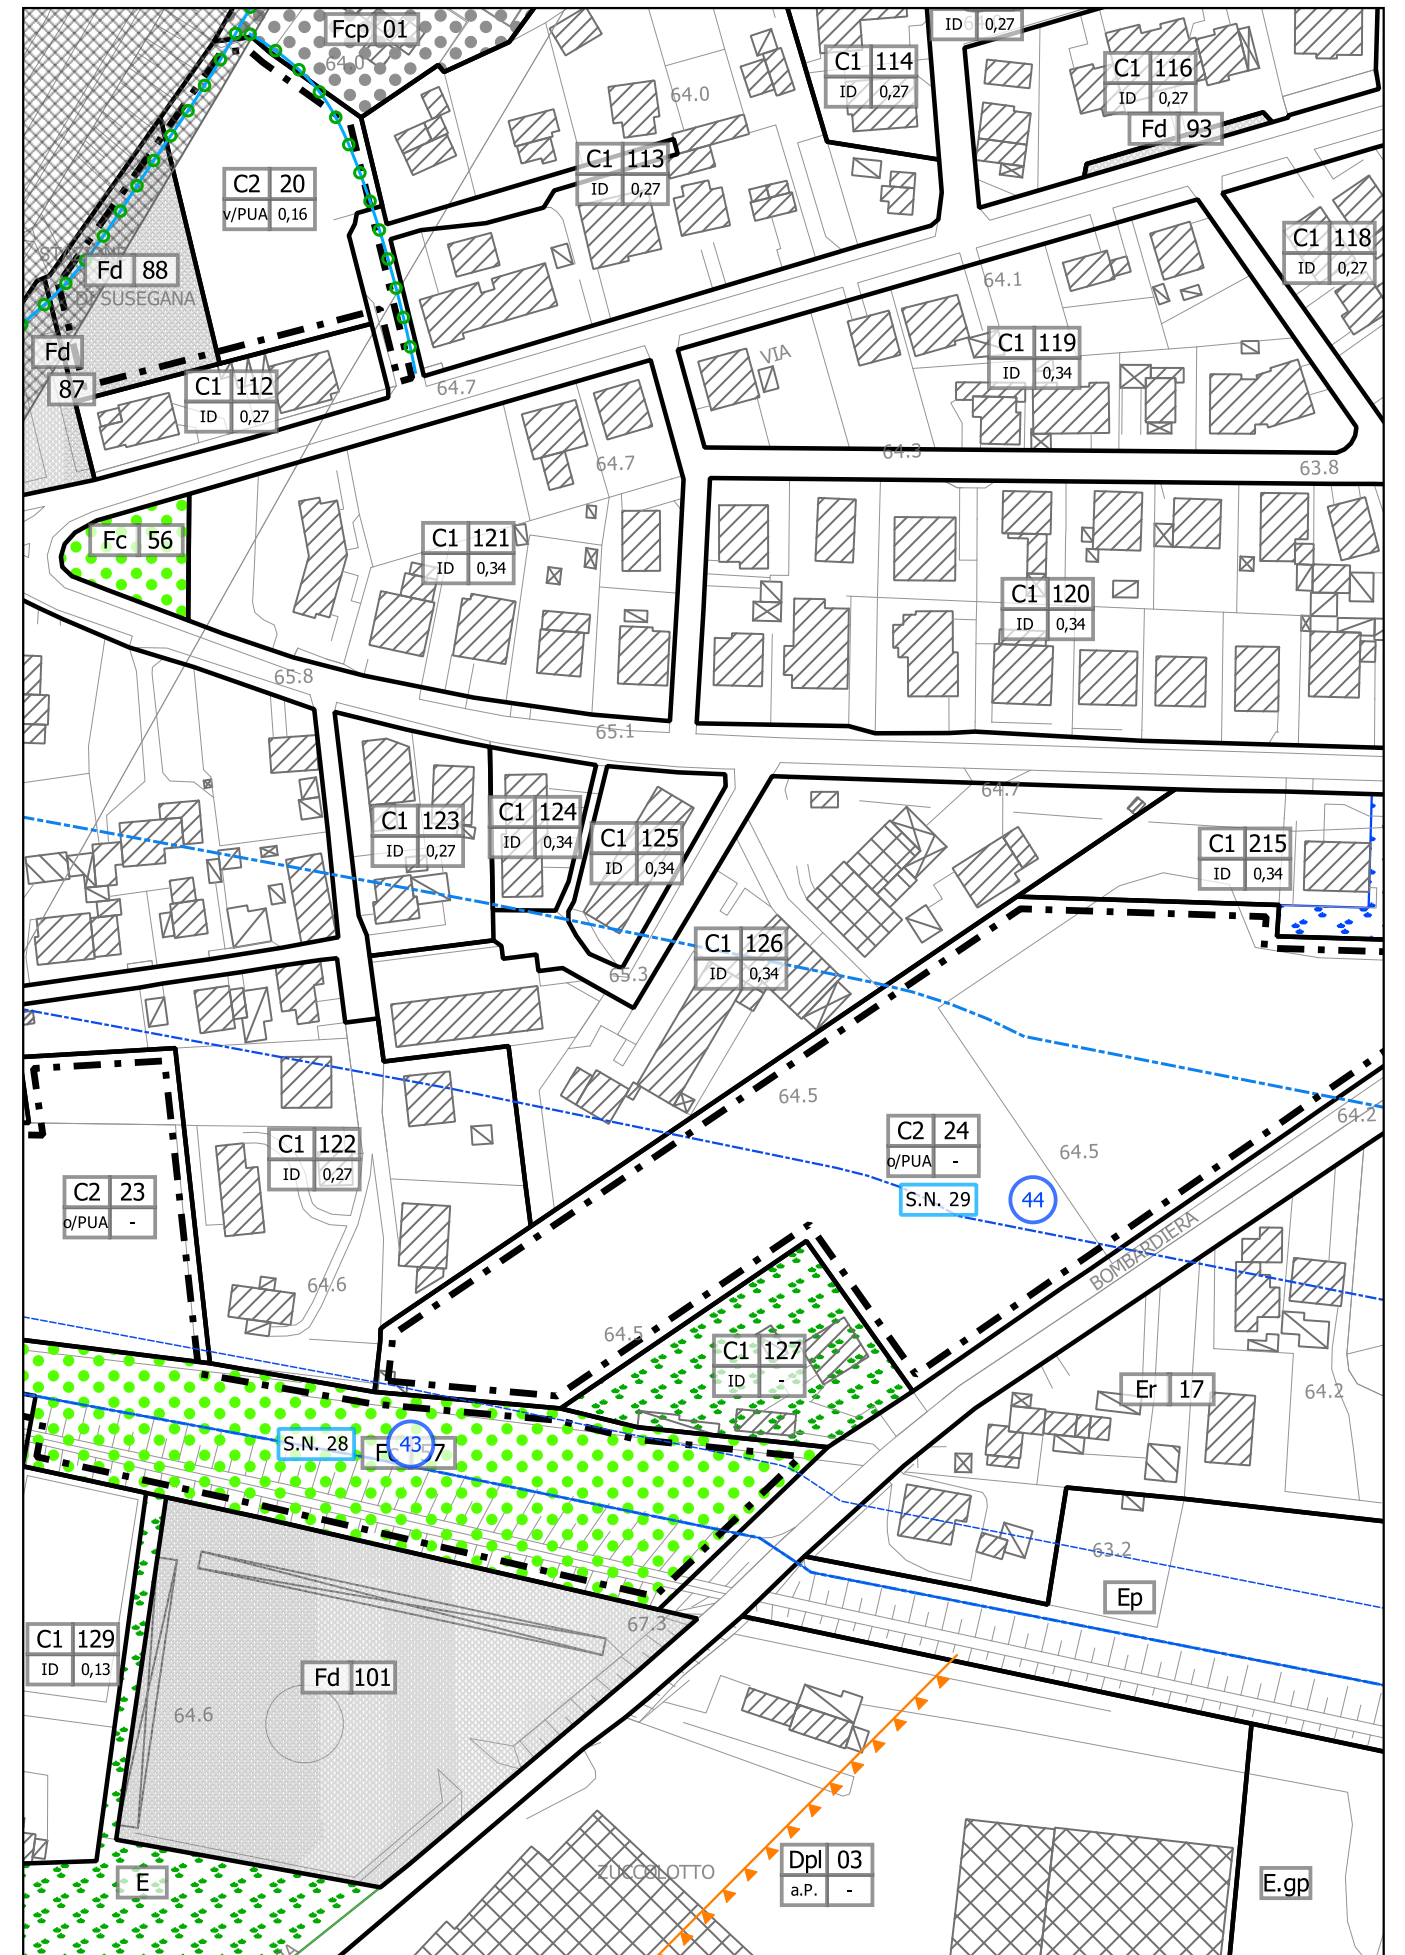 Fcp 01
ID 0,27
64.0
C1 114
ID 0,27
C1 116
ID 0,27
64.0
Fd 93
C1 113
ID 0,27
C2 20
v/PUA 0,16
C1 118
ID 0,27
Fd 88
DI SUSEGANA
64.1
Fd
87
C1 119
ID 0,34
VIA
C1 112
ID 0,27
64.7
64.3
64.7
63.8
Fc 56
C1 121
ID 0,34
C1 120
ID 0,34
65.8
65.1
64.7
C1 123
ID 0,27
C1 124
ID 0,34
C1 125
ID 0,34
C1 215
ID 0,34
C1 126
ID 0,34
65.3
64.5
64.2
C2 24
o/PUA -
C1 122
ID 0,27
64.5
C2 23
o/PUA -
S.N. 29
44
BOMBARDIERA
64.6
64.5
C1 127
ID -
Er 17
64.2
S.N. 28
43
63.2
Ep
67.3
C1 129
ID 0,13
Fd 101
64.6
ZUCCOLOTTO
Dpl 03
a.P. -
E
E.gp